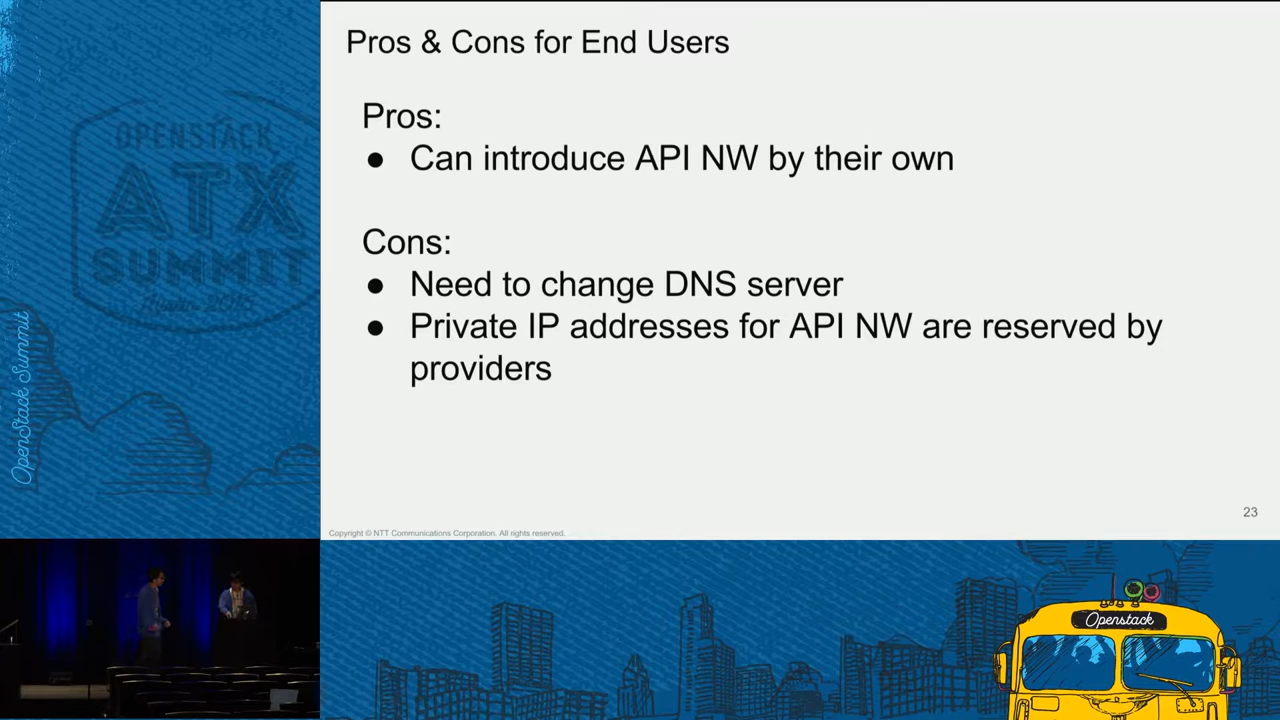 Pros & Cons for End Users
Pros:
● Can introduce API NW by their own
Cons:
● Need to change DNS server
● Private IP addresses for API NW are reserved by
providers
23
Copyright © NTT Communications Corporation. All rights reserved.
OPENSTACK
ATX
SUMMIT
Austin 2016
OpenStack Summit
Openstack